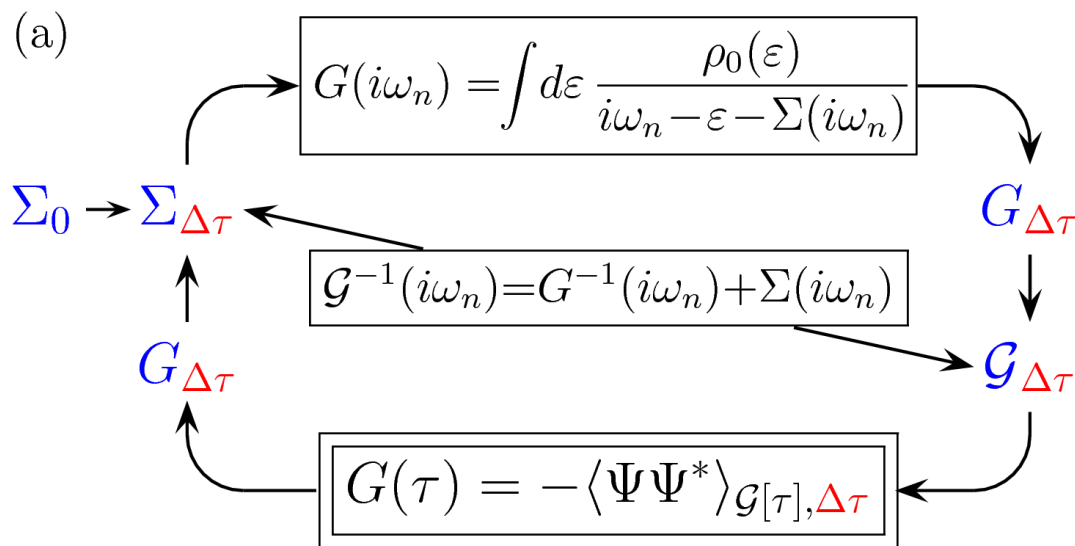 (a)
G(iω_n) = ∫ dε ρ_0(ε) / (iω_n − ε − Σ(iω_n))
Σ_0 Σ_Δτ G_Δτ
𝒢^{-1}(iω_n)=G^{-1}(iω_n)+Σ(iω_n)
G_Δτ 𝒢_Δτ
G(τ) = −⟨ΨΨ*⟩_{𝒢[τ],Δτ}